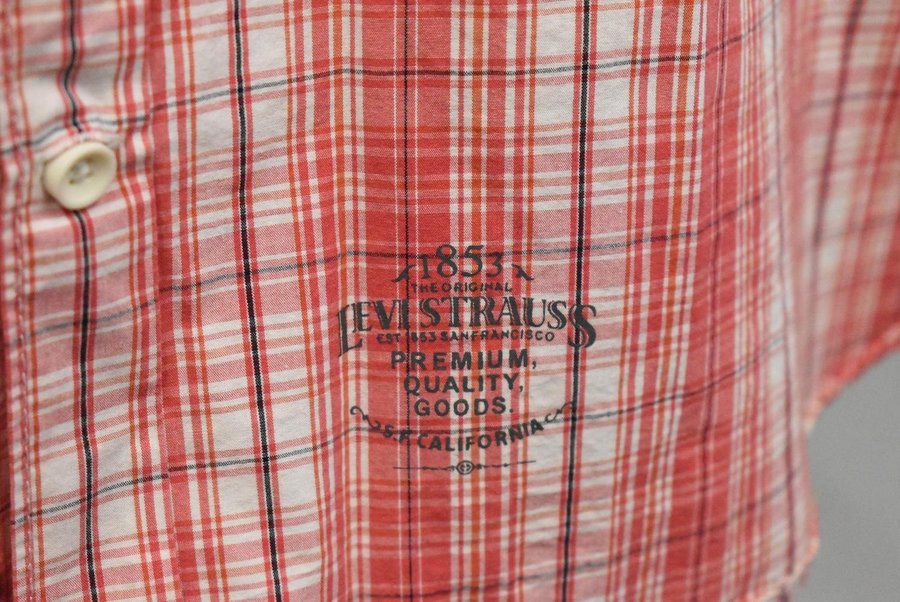 1853
THE ORIGINAL
LEVI STRAUSS
EST 1853 SAN FRANCISCO
PREMIUM,
QUALITY,
GOODS.
S.F. CALIFORNIA